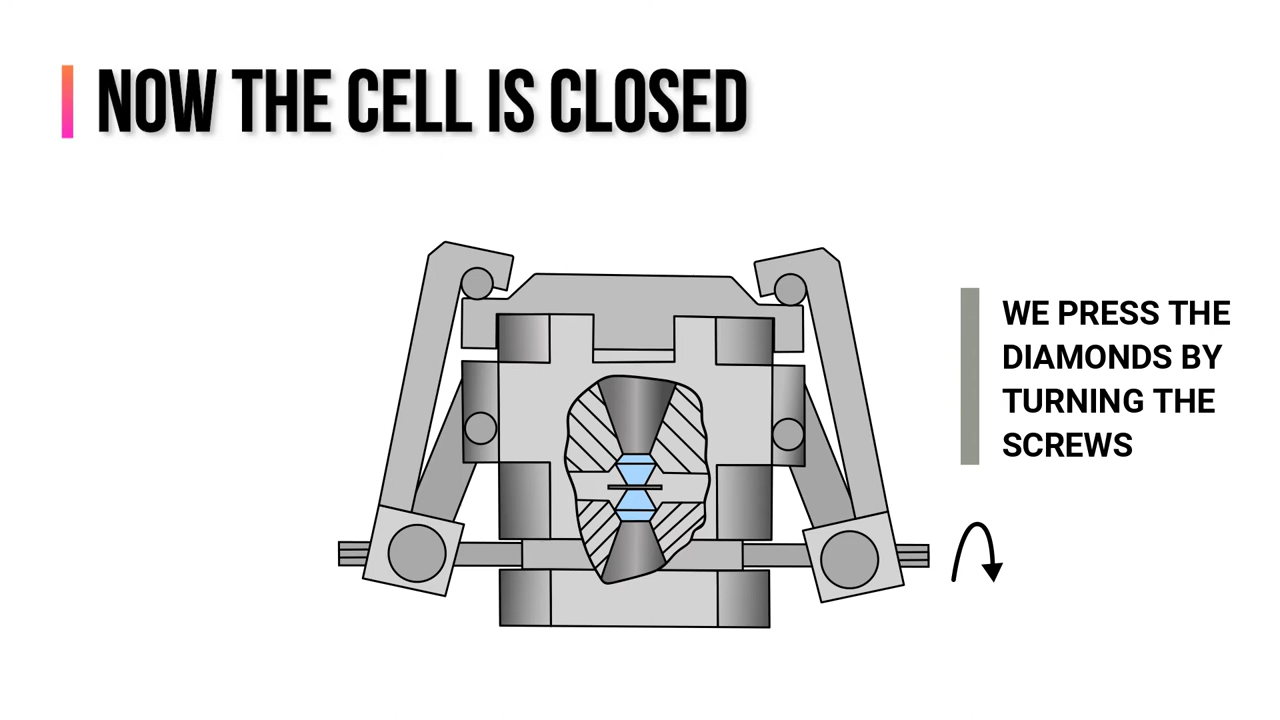 NOW THE CELL IS CLOSED
WE PRESS THE
DIAMONDS BY
TURNING THE
SCREWS